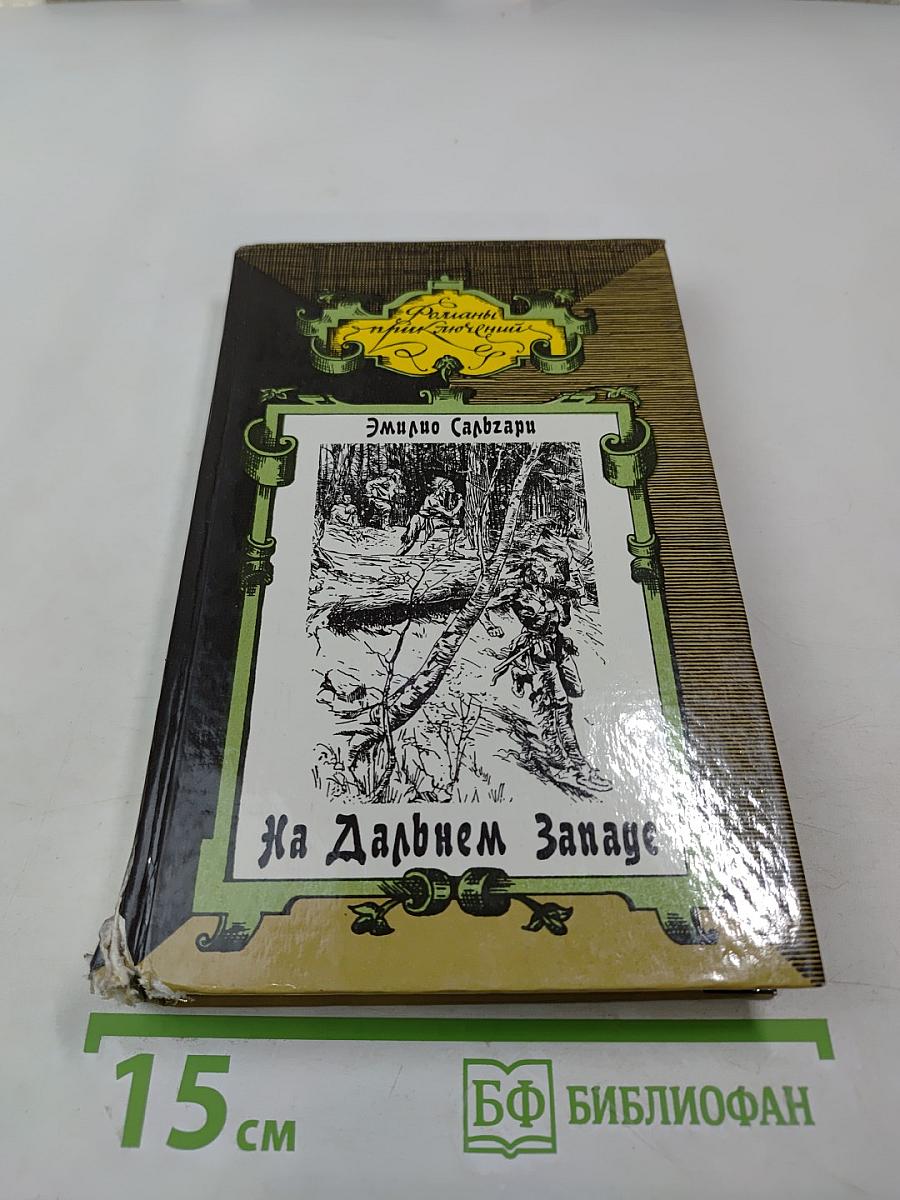 Романы
приключений
Эмилио Сальгари
На Дальнем Западе
15 см
БФ БИБЛИОФАН